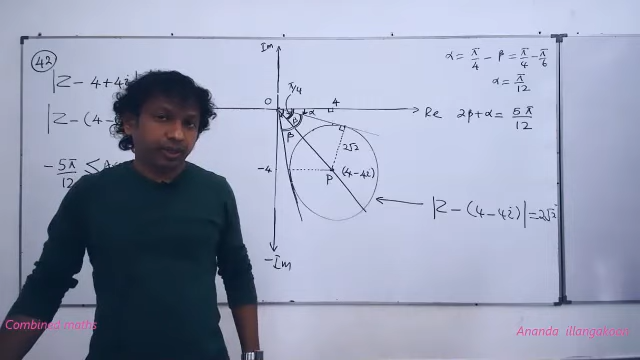 42
|Z - 4 + 4i
|Z - (4 -
-5π/12 ≤ A
Im
O
π/4
α
4
Re
β
β
2√2
-4
P
(4-4i)
-Im
α = π/4 - β = π/4 - π/6
α = π/12
2β+α = 5π/12
|Z - (4-4i)| = 2√2
Combined maths
Ananda illangakoon